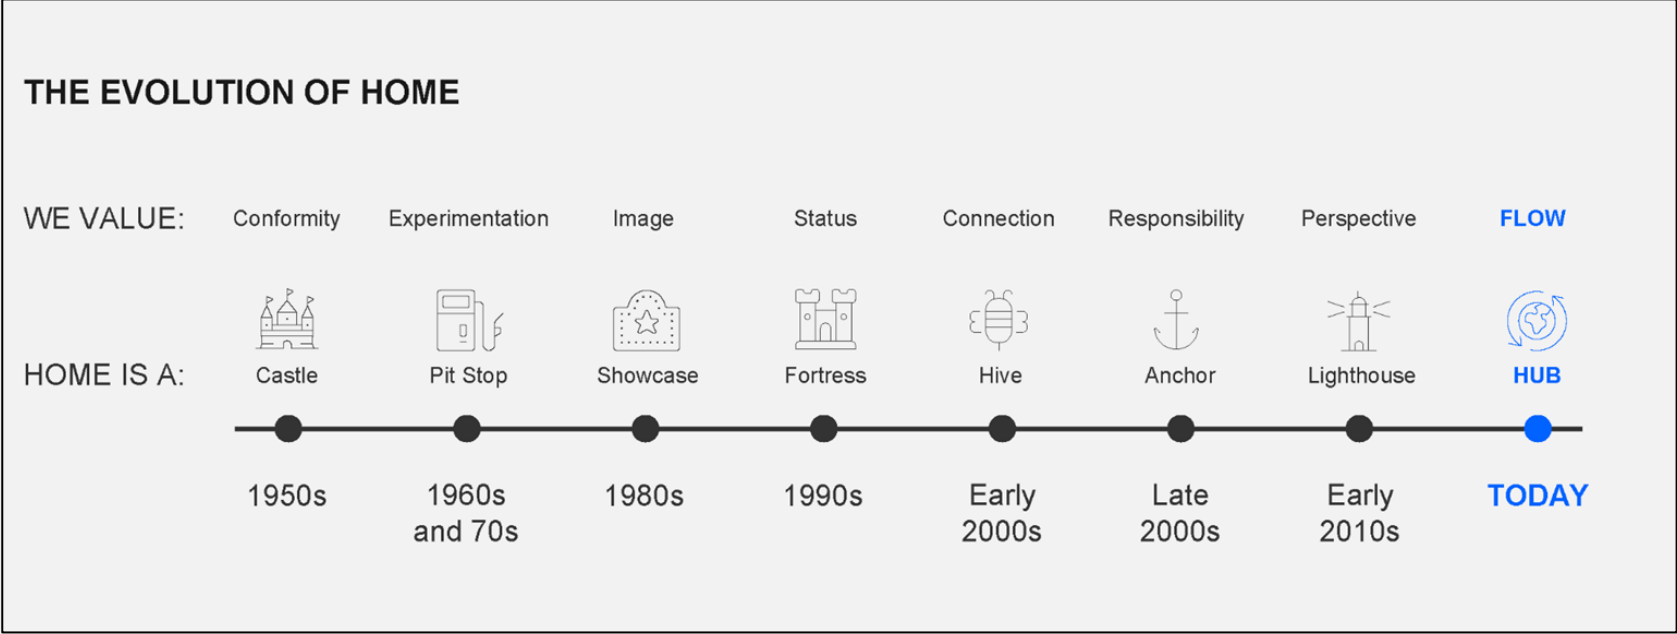 THE EVOLUTION OF HOME
WE VALUE: Conformity Experimentation Image Status Connection Responsibility Perspective FLOW
HOME IS A: Castle Pit Stop Showcase Fortress Hive Anchor Lighthouse HUB
1950s 1960s 1980s 1990s Early Late Early TODAY
and 70s 2000s 2000s 2010s